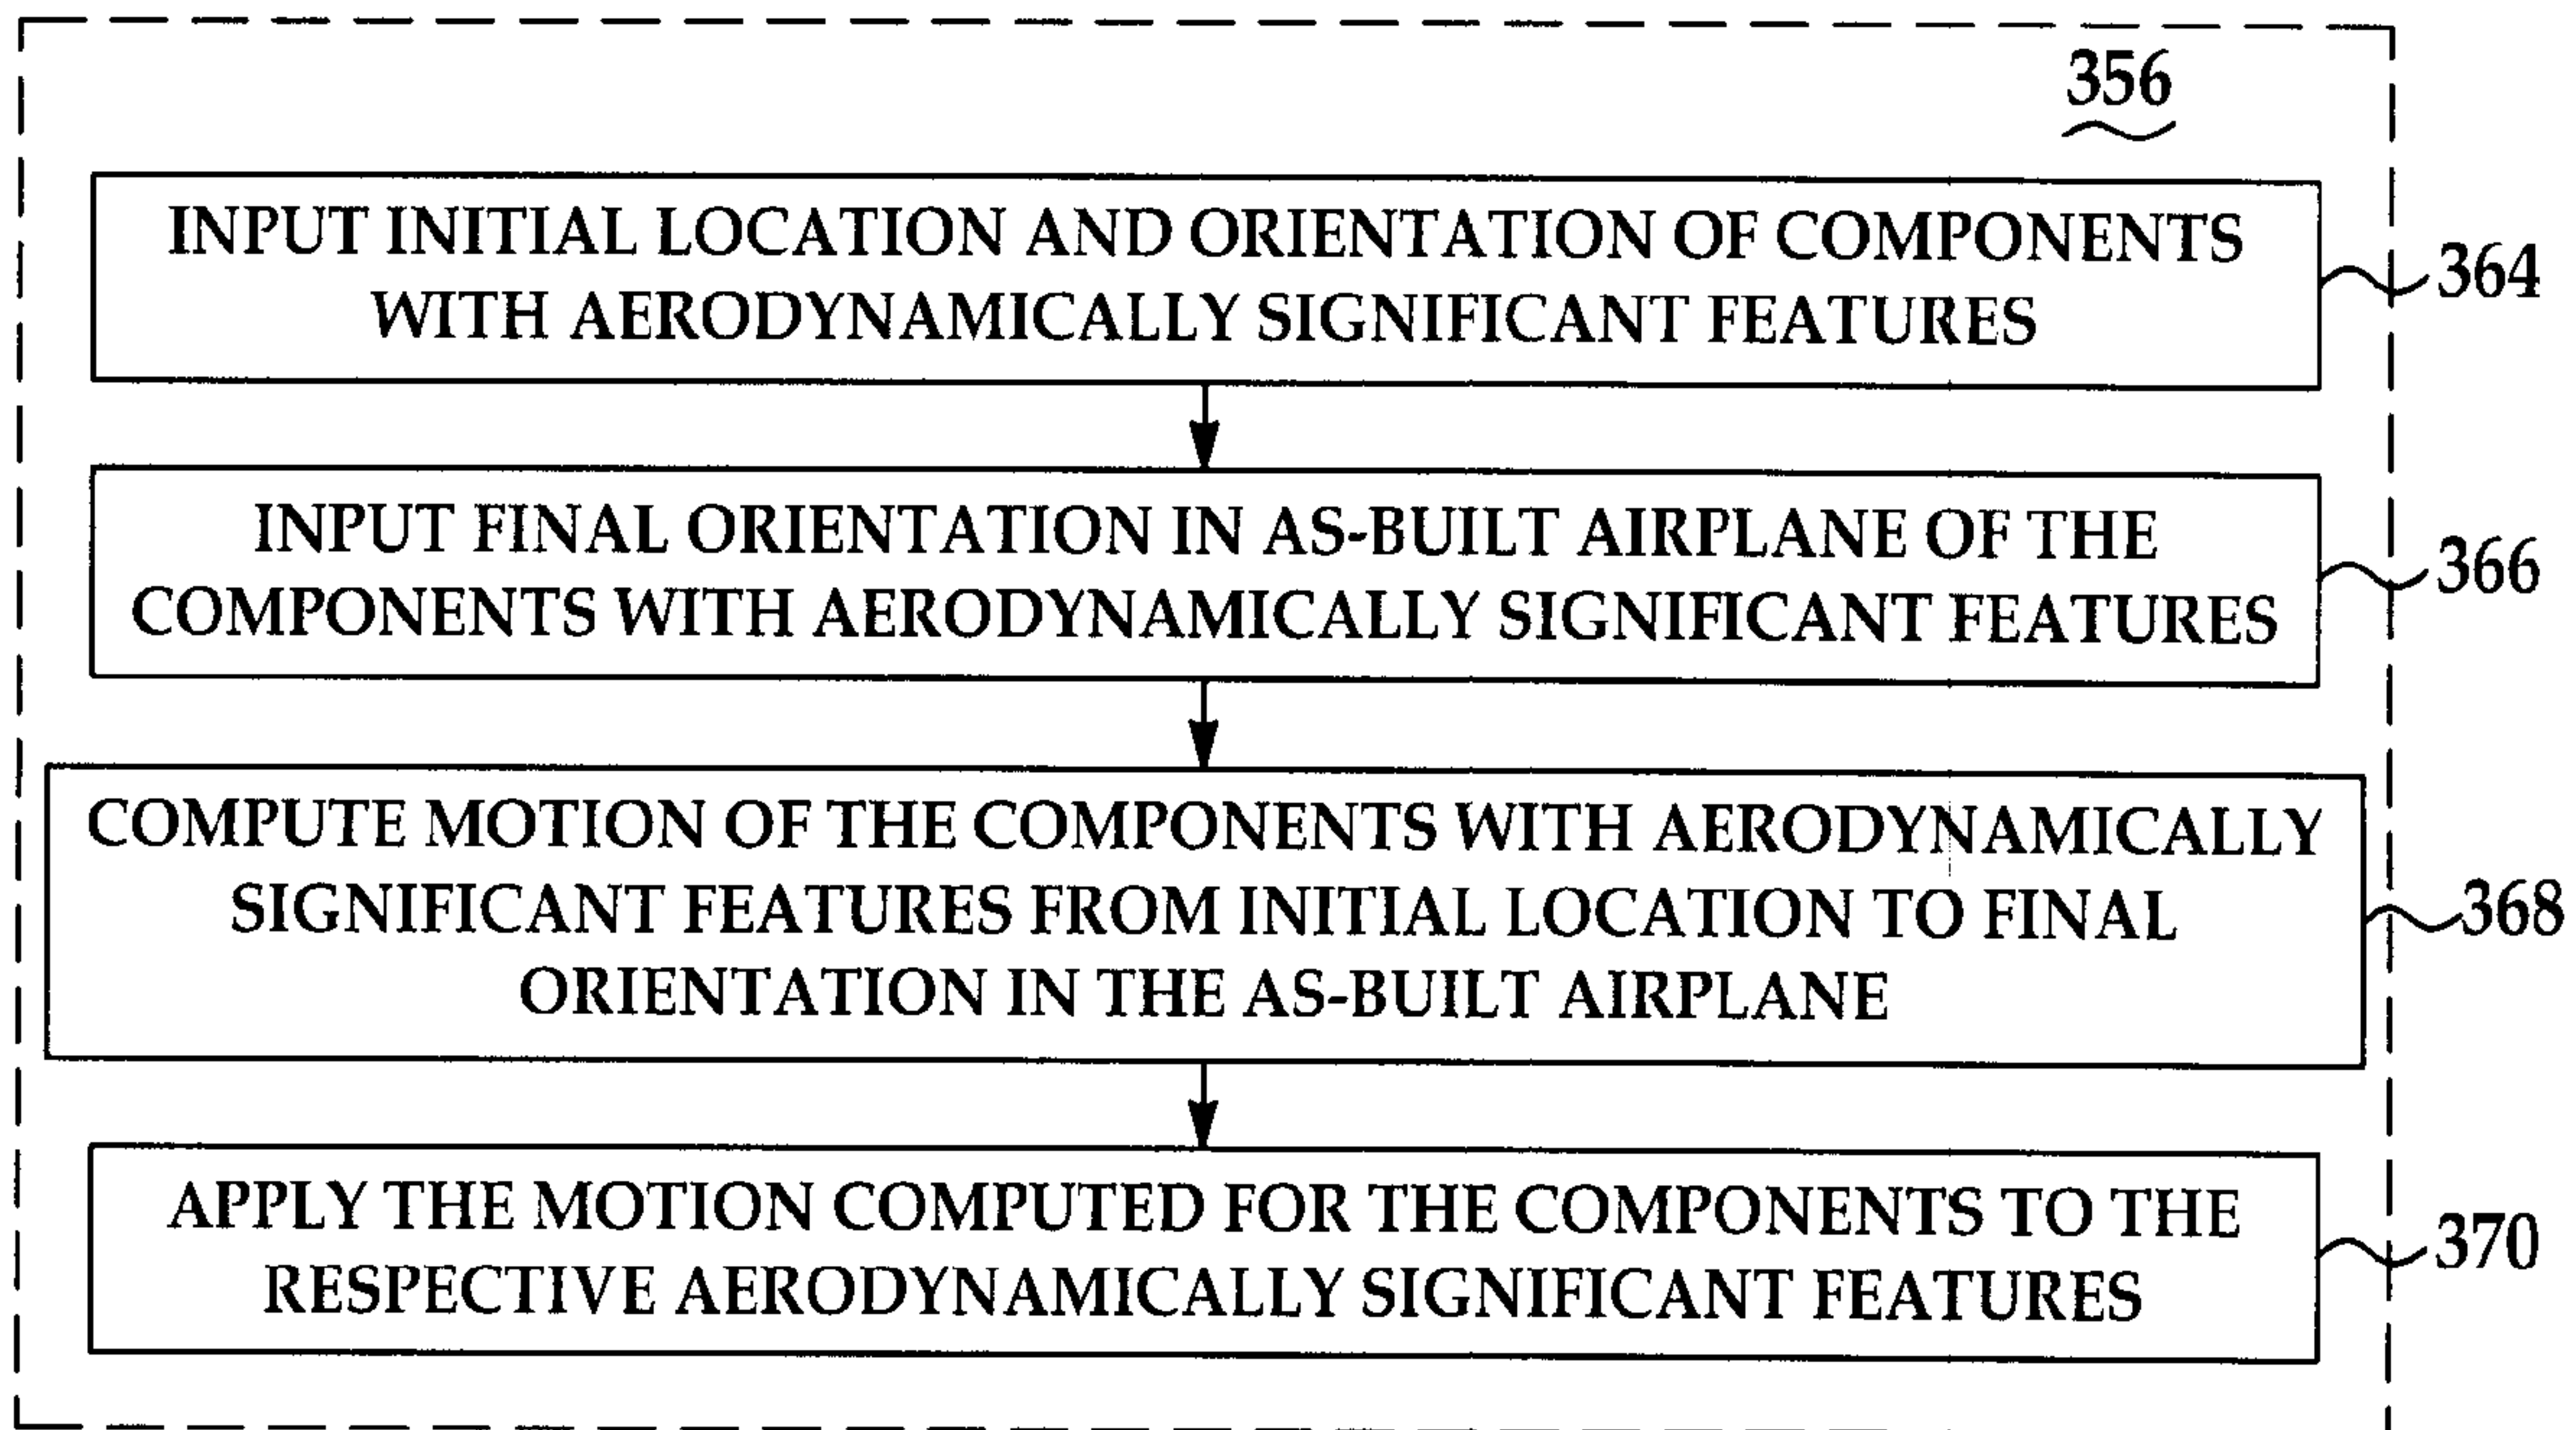 356
INPUT INITIAL LOCATION AND ORIENTATION OF COMPONENTS
WITH AERODYNAMICALLY SIGNIFICANT FEATURES
364
INPUT FINAL ORIENTATION IN AS-BUILT AIRPLANE OF THE
COMPONENTS WITH AERODYNAMICALLY SIGNIFICANT FEATURES
366
COMPUTE MOTION OF THE COMPONENTS WITH AERODYNAMICALLY
SIGNIFICANT FEATURES FROM INITIAL LOCATION TO FINAL
ORIENTATION IN THE AS-BUILT AIRPLANE
368
APPLY THE MOTION COMPUTED FOR THE COMPONENTS TO THE
RESPECTIVE AERODYNAMICALLY SIGNIFICANT FEATURES
370